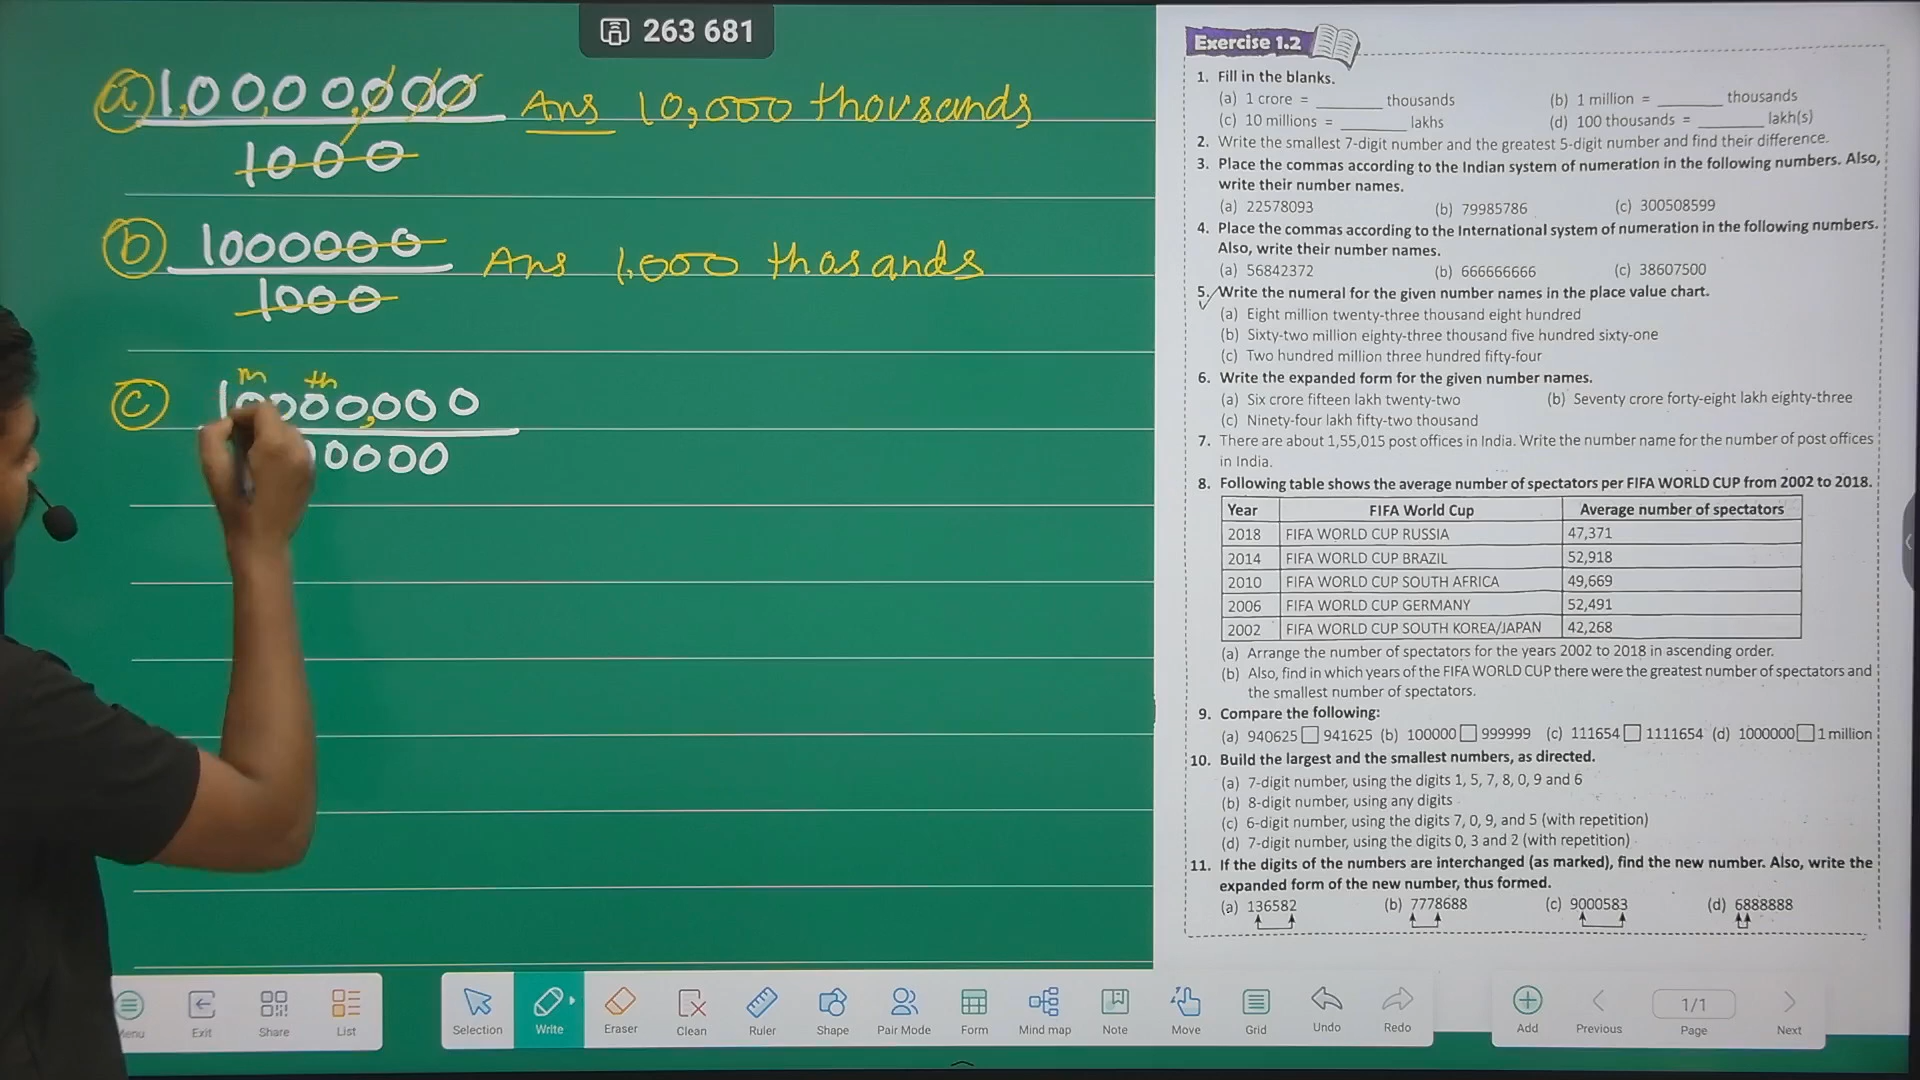 263 681
(a) 1,00,00,000 Ans 10,000 thousands
1000
(b) 1000000 Ans 1,000 thosands
1000
m th
(c) 10000,000
10000
Exercise 1.2
1. Fill in the blanks.
(a) 1 crore = ________ thousands (b) 1 million = ________ thousands
(c) 10 millions = ________ lakhs (d) 100 thousands = ________ lakh(s)
2. Write the smallest 7-digit number and the greatest 5-digit number and find their difference.
3. Place the commas according to the Indian system of numeration in the following numbers. Also,
write their number names.
(a) 22578093 (b) 79985786 (c) 300508599
4. Place the commas according to the International system of numeration in the following numbers.
Also, write their number names.
(a) 56842372 (b) 666666666 (c) 38607500
5. Write the numeral for the given number names in the place value chart.
(a) Eight million twenty-three thousand eight hundred
(b) Sixty-two million eighty-three thousand five hundred sixty-one
(c) Two hundred million three hundred fifty-four
6. Write the expanded form for the given number names.
(a) Six crore fifteen lakh twenty-two (b) Seventy crore forty-eight lakh eighty-three
(c) Ninety-four lakh fifty-two thousand
7. There are about 1,55,015 post offices in India. Write the number name for the number of post offices
in India.
8. Following table shows the average number of spectators per FIFA WORLD CUP from 2002 to 2018.
Year FIFA World Cup Average number of spectators
2018 FIFA WORLD CUP RUSSIA 47,371
2014 FIFA WORLD CUP BRAZIL 52,918
2010 FIFA WORLD CUP SOUTH AFRICA 49,669
2006 FIFA WORLD CUP GERMANY 52,491
2002 FIFA WORLD CUP SOUTH KOREA/JAPAN 42,268
(a) Arrange the number of spectators for the years 2002 to 2018 in ascending order.
(b) Also, find in which years of the FIFA WORLD CUP there were the greatest number of spectators and
the smallest number of spectators.
9. Compare the following:
(a) 940625 □ 941625 (b) 100000 □ 999999 (c) 111654 □ 1111654 (d) 1000000 □ 1 million
10. Build the largest and the smallest numbers, as directed.
(a) 7-digit number, using the digits 1, 5, 7, 8, 0, 9 and 6
(b) 8-digit number, using any digits
(c) 6-digit number, using the digits 7, 0, 9, and 5 (with repetition)
(d) 7-digit number, using the digits 0, 3 and 2 (with repetition)
11. If the digits of the numbers are interchanged (as marked), find the new number. Also, write the
expanded form of the new number, thus formed.
(a) 136582 (b) 7778688 (c) 9000583 (d) 6888888
Exit Share List Selection Write Eraser Clean Ruler Shape Pair Mode Form Mind map Note Move Grid Undo Redo Add Previous 1/1 Page Next